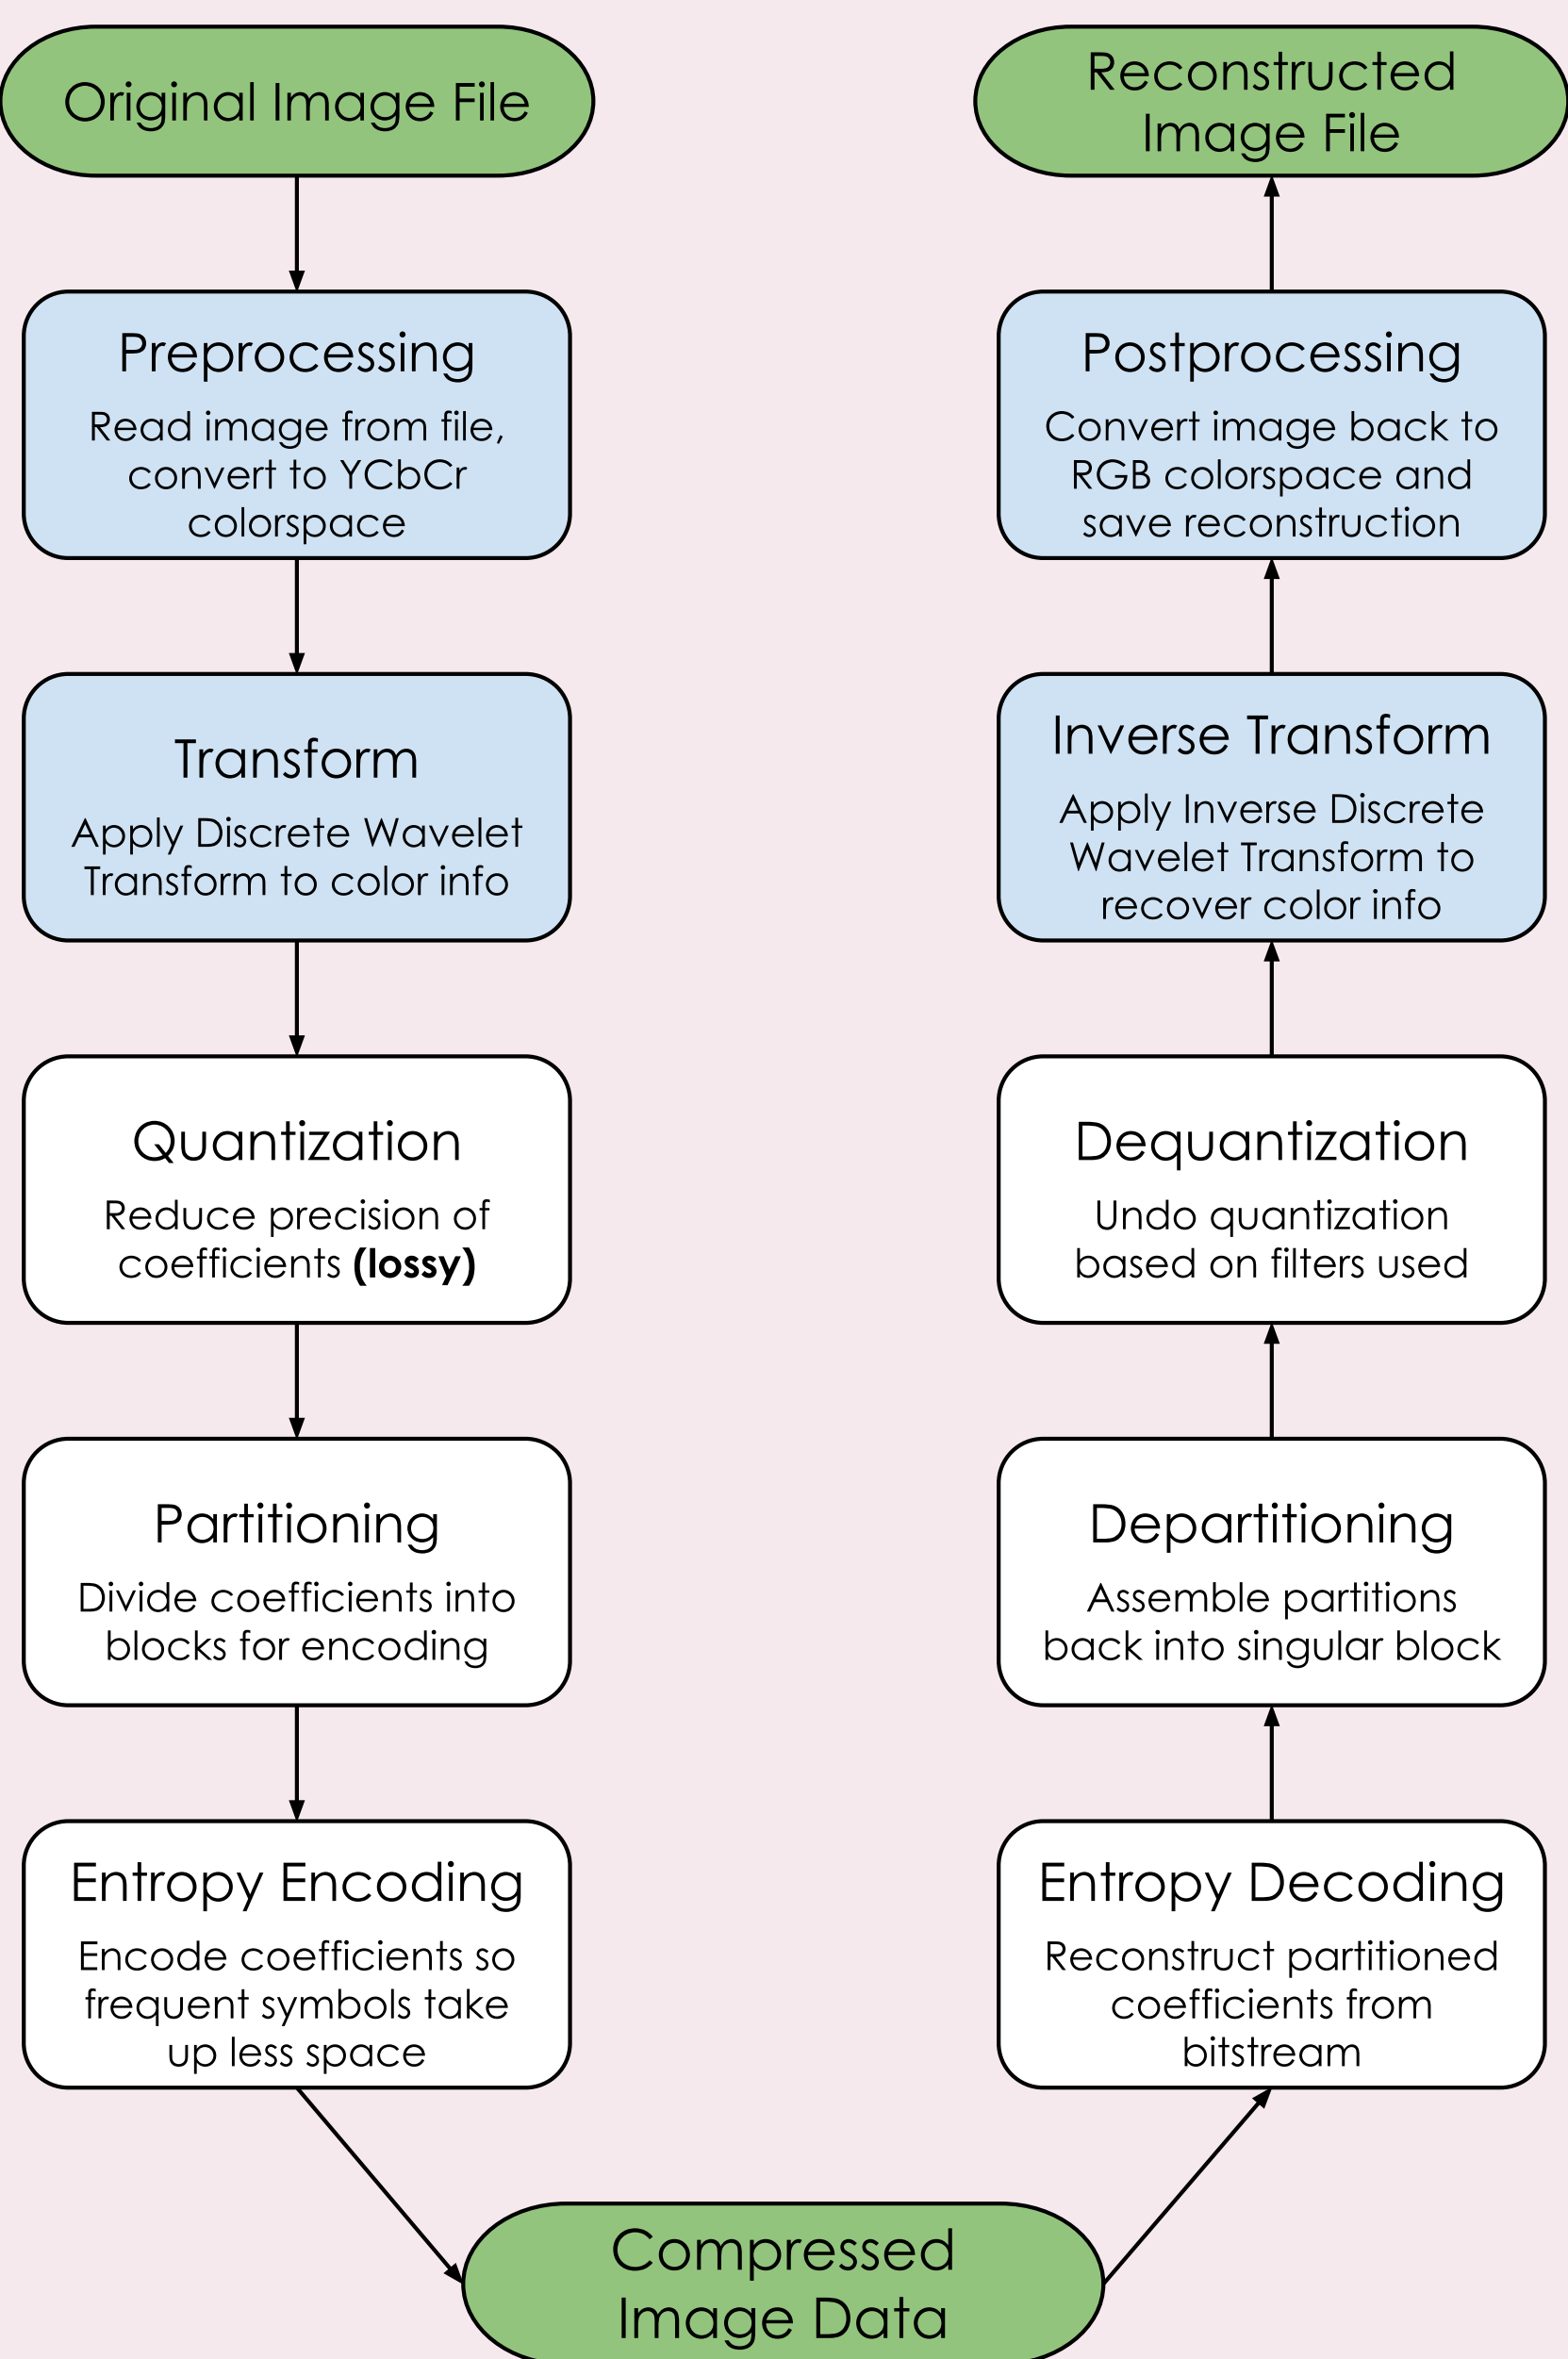 Original Image File
Preprocessing
Read image from file,
convert to YCbCr
colorspace
Transform
Apply Discrete Wavelet
Transform to color info
Quantization
Reduce precision of
coefficients (lossy)
Partitioning
Divide coefficients into
blocks for encoding
Entropy Encoding
Encode coefficients so
frequent symbols take
up less space
Compressed
Image Data
Entropy Decoding
Reconstruct partitioned
coefficients from
bitstream
Departitioning
Assemble partitions
back into singular block
Dequantization
Undo quantization
based on filters used
Inverse Transform
Apply Inverse Discrete
Wavelet Transform to
recover color info
Postprocessing
Convert image back to
RGB colorspace and
save reconstruction
Reconstructed
Image File